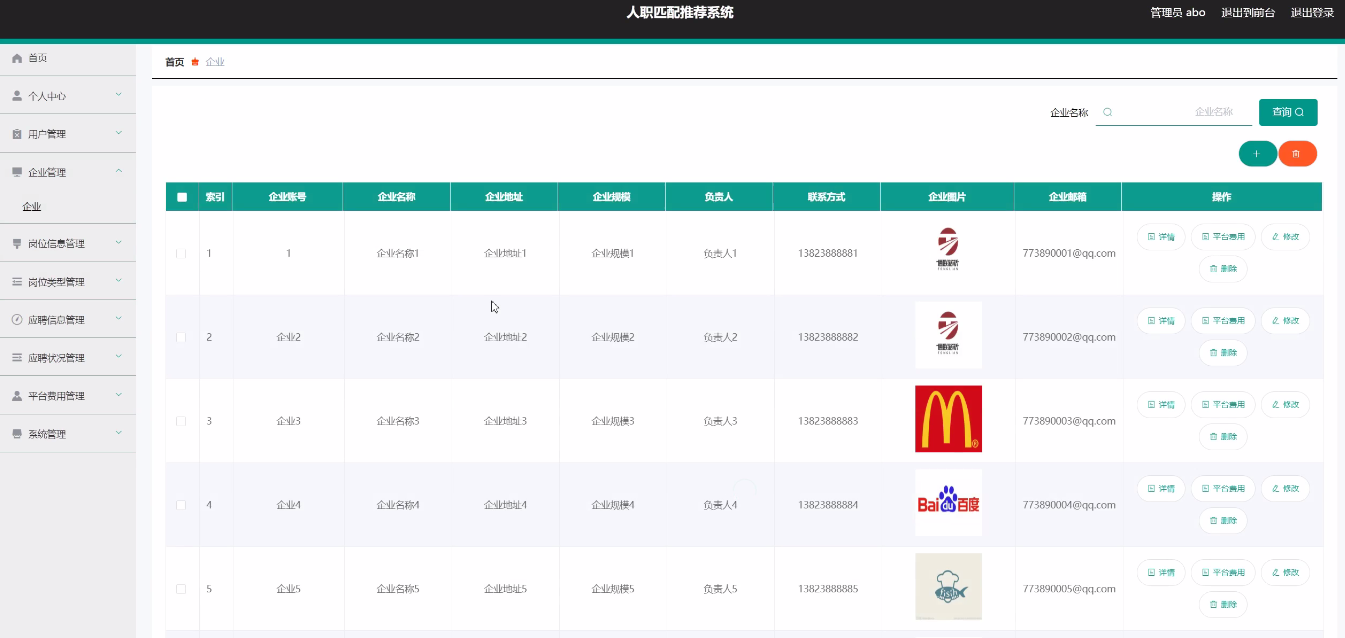 人职匹配推荐系统
管理员 abo 退出到前台 退出登录
首页
个人中心
用户管理
企业管理
企业
岗位信息管理
岗位类型管理
应聘信息管理
应聘状况管理
平台费用管理
系统管理
首页 企业
企业名称 企业名称 查询
索引 企业账号 企业名称 企业地址 企业规模 负责人 联系方式 企业图片 企业邮箱 操作
1 1 企业名称1 企业地址1 企业规模1 负责人1 13823888881 773890001@qq.com 详情 平台费用 修改
删除
2 企业2 企业名称2 企业地址2 企业规模2 负责人2 13823888882 773890002@qq.com 详情 平台费用 修改
删除
3 企业3 企业名称3 企业地址3 企业规模3 负责人3 13823888883 773890003@qq.com 详情 平台费用 修改
删除
4 企业4 企业名称4 企业地址4 企业规模4 负责人4 13823888884 Bai du 百度 773890004@qq.com 详情 平台费用 修改
删除
5 企业5 企业名称5 企业地址5 企业规模5 负责人5 13823888885 773890005@qq.com 详情 平台费用 修改
删除